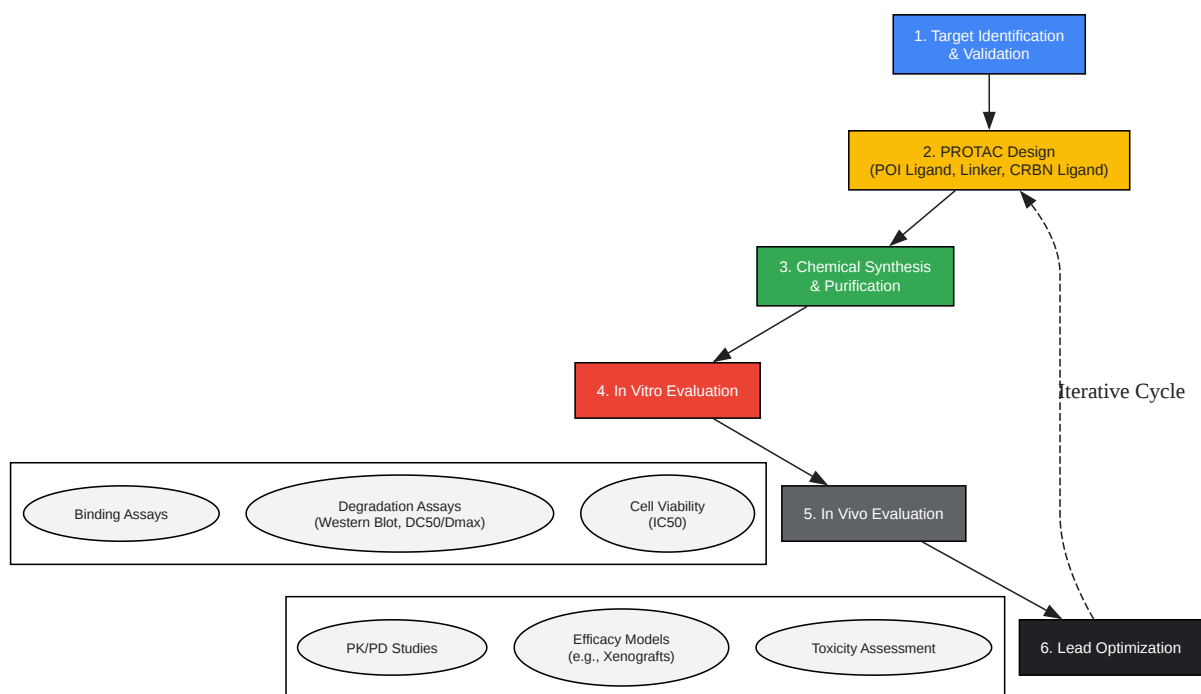 1. Target Identification
& Validation
2. PROTAC Design
(POI Ligand, Linker, CRBN Ligand)
3. Chemical Synthesis
& Purification
4. In Vitro Evaluation
Iterative Cycle
Binding Assays
Degradation Assays
(Western Blot, DC50/Dmax)
Cell Viability
(IC50)
5. In Vivo Evaluation
PK/PD Studies
Efficacy Models
(e.g., Xenografts)
Toxicity Assessment
6. Lead Optimization